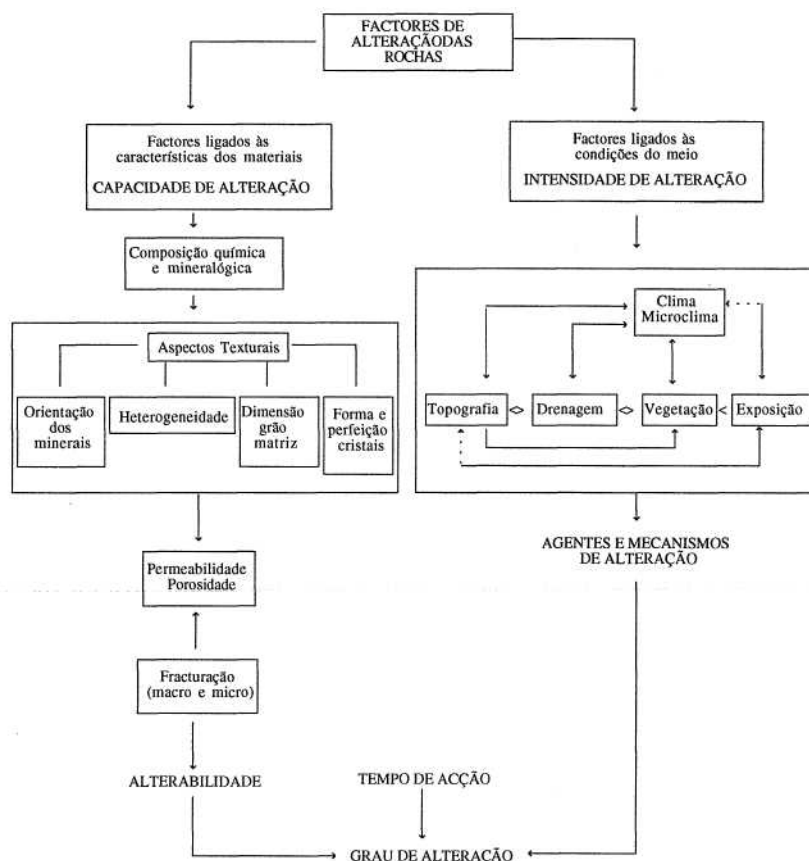 FACTORES DE
ALTERAÇÃODAS
ROCHAS
Factores ligados às
características dos materiais
CAPACIDADE DE ALTERAÇÃO
Factores ligados às
condições do meio
INTENSIDADE DE ALTERAÇÃO
Composição química
e mineralógica
Aspectos Texturais
Orientação
dos
minerais
Heterogeneidade
Dimensão
grão
matriz
Forma e
perfeição
cristais
Clima
Microclima
Topografia <> Drenagem <> Vegetação < Exposição
Permeabilidade
Porosidade
AGENTES E MECANISMOS
DE ALTERAÇÃO
Fracturação
(macro e micro)
ALTERABILIDADE
TEMPO DE ACÇÃO
GRAU DE ALTERAÇÃO